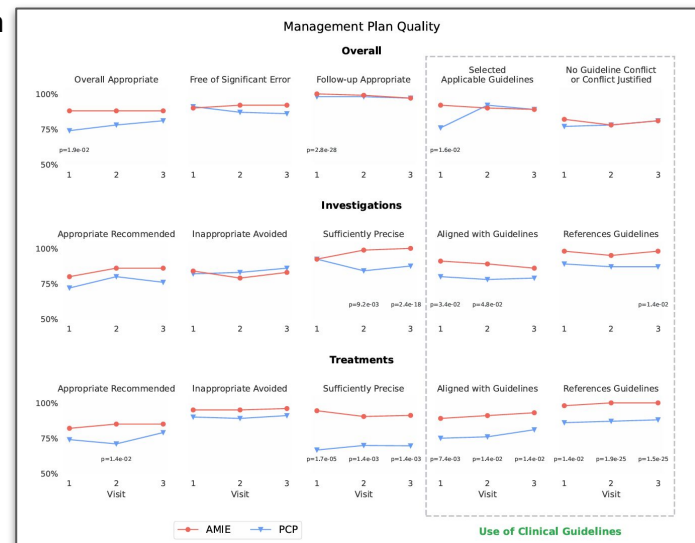 Management Plan Quality
Overall
Overall Appropriate
Free of Significant Error
Follow-up Appropriate
Selected
Applicable Guidelines
No Guideline Conflict
or Conflict Justified
100%
75%
50%
p=1.9e-02
p=2.8e-28
p=1.6e-02
1 2 3 1 2 3 1 2 3 1 2 3 1 2 3
Investigations
Appropriate Recommended
Inappropriate Avoided
Sufficiently Precise
Aligned with Guidelines
References Guidelines
100%
75%
50%
p=9.2e-03 p=2.4e-18 p=3.4e-02 p=4.8e-02 p=1.4e-02
1 2 3 1 2 3 1 2 3 1 2 3 1 2 3
Treatments
Appropriate Recommended
Inappropriate Avoided
Sufficiently Precise
Aligned with Guidelines
References Guidelines
100%
75%
50%
p=1.4e-02 p=1.7e-05 p=1.4e-03 p=1.4e-03 p=7.4e-03 p=1.4e-02 p=1.4e-02 p=1.4e-02 p=1.9e-25 p=1.5e-25
1 2 3 1 2 3 1 2 3 1 2 3 1 2 3
Visit Visit Visit Visit Visit
AMIE PCP
Use of Clinical Guidelines